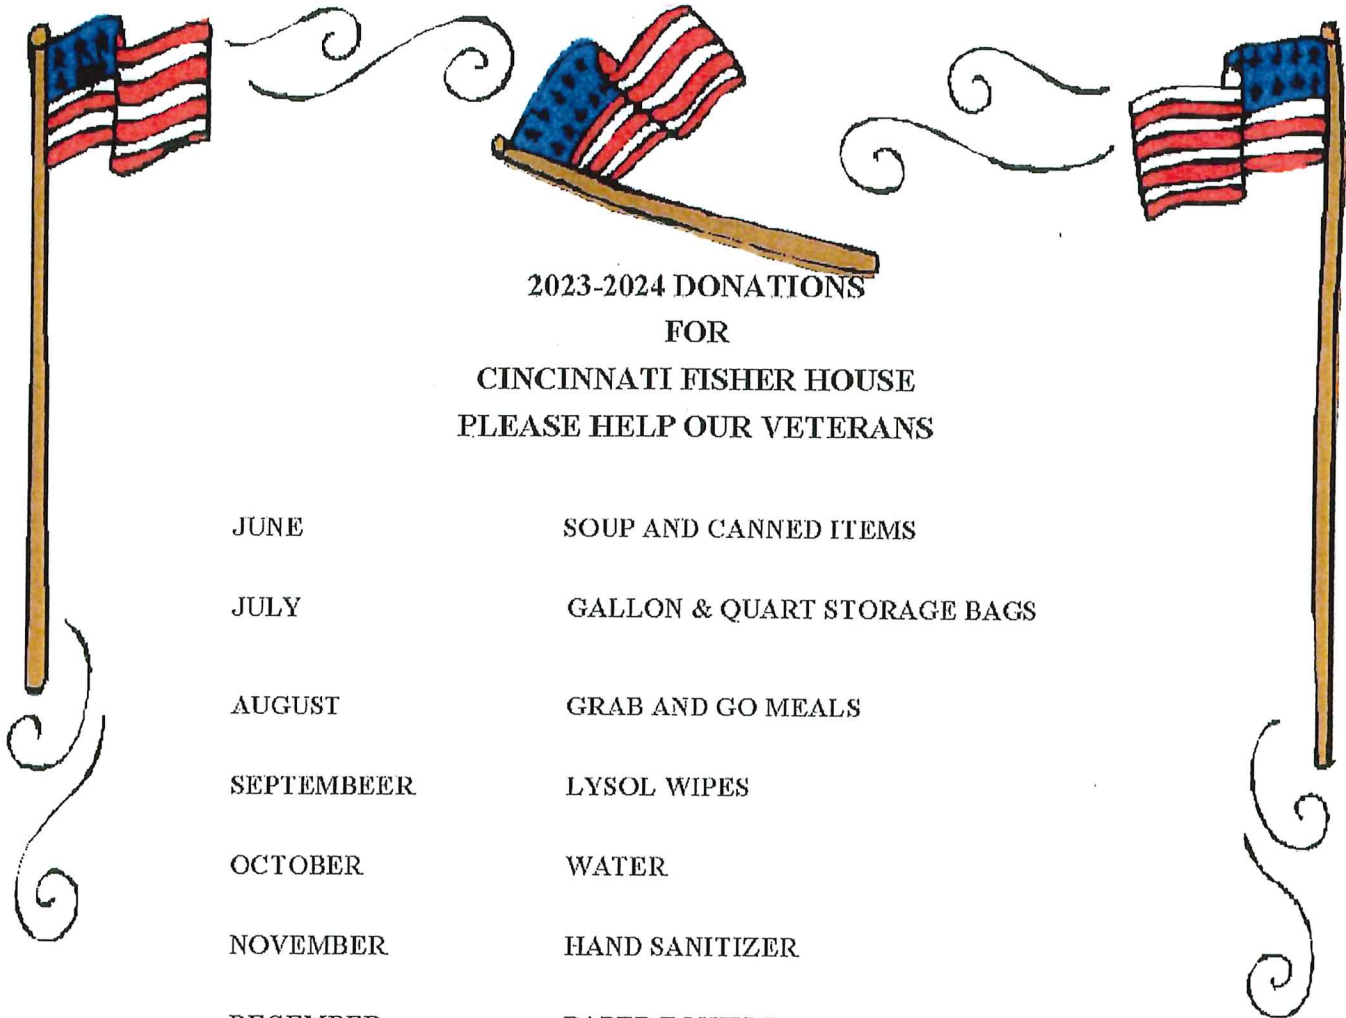 2023-2024 DONATIONS
FOR
CINCINNATI FISHER HOUSE
PLEASE HELP OUR VETERANS
JUNE SOUP AND CANNED ITEMS
JULY GALLON & QUART STORAGE BAGS
AUGUST GRAB AND GO MEALS
SEPTEMBEER LYSOL WIPES
OCTOBER WATER
NOVEMBER HAND SANITIZER